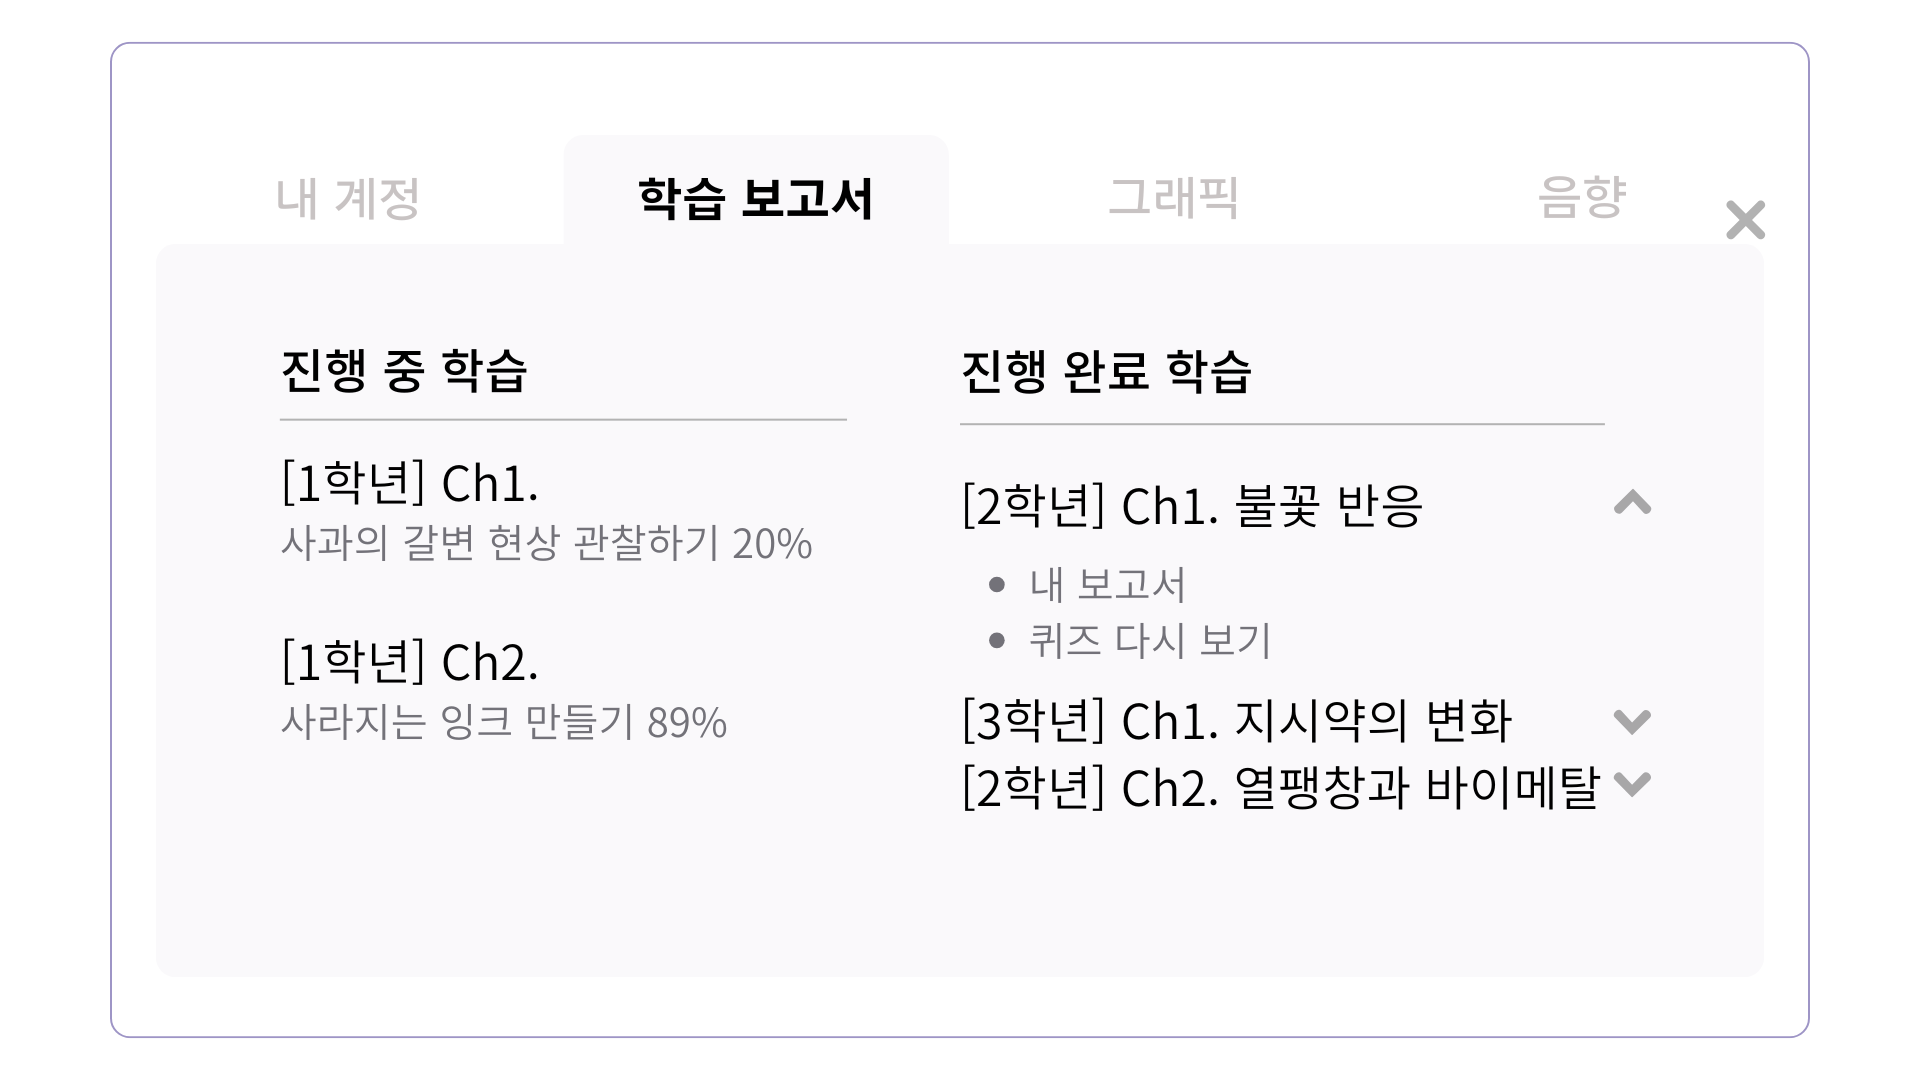 내 계정
학습 보고서
그래픽
음향
진행 중 학습
[1학년] Ch1.
사과의 갈변 현상 관찰하기 20%
[1학년] Ch2.
사라지는 잉크 만들기 89%
진행 완료 학습
[2학년] Ch1. 불꽃 반응
내 보고서
퀴즈 다시 보기
[3학년] Ch1. 지시약의 변화
[2학년] Ch2. 열팽창과 바이메탈